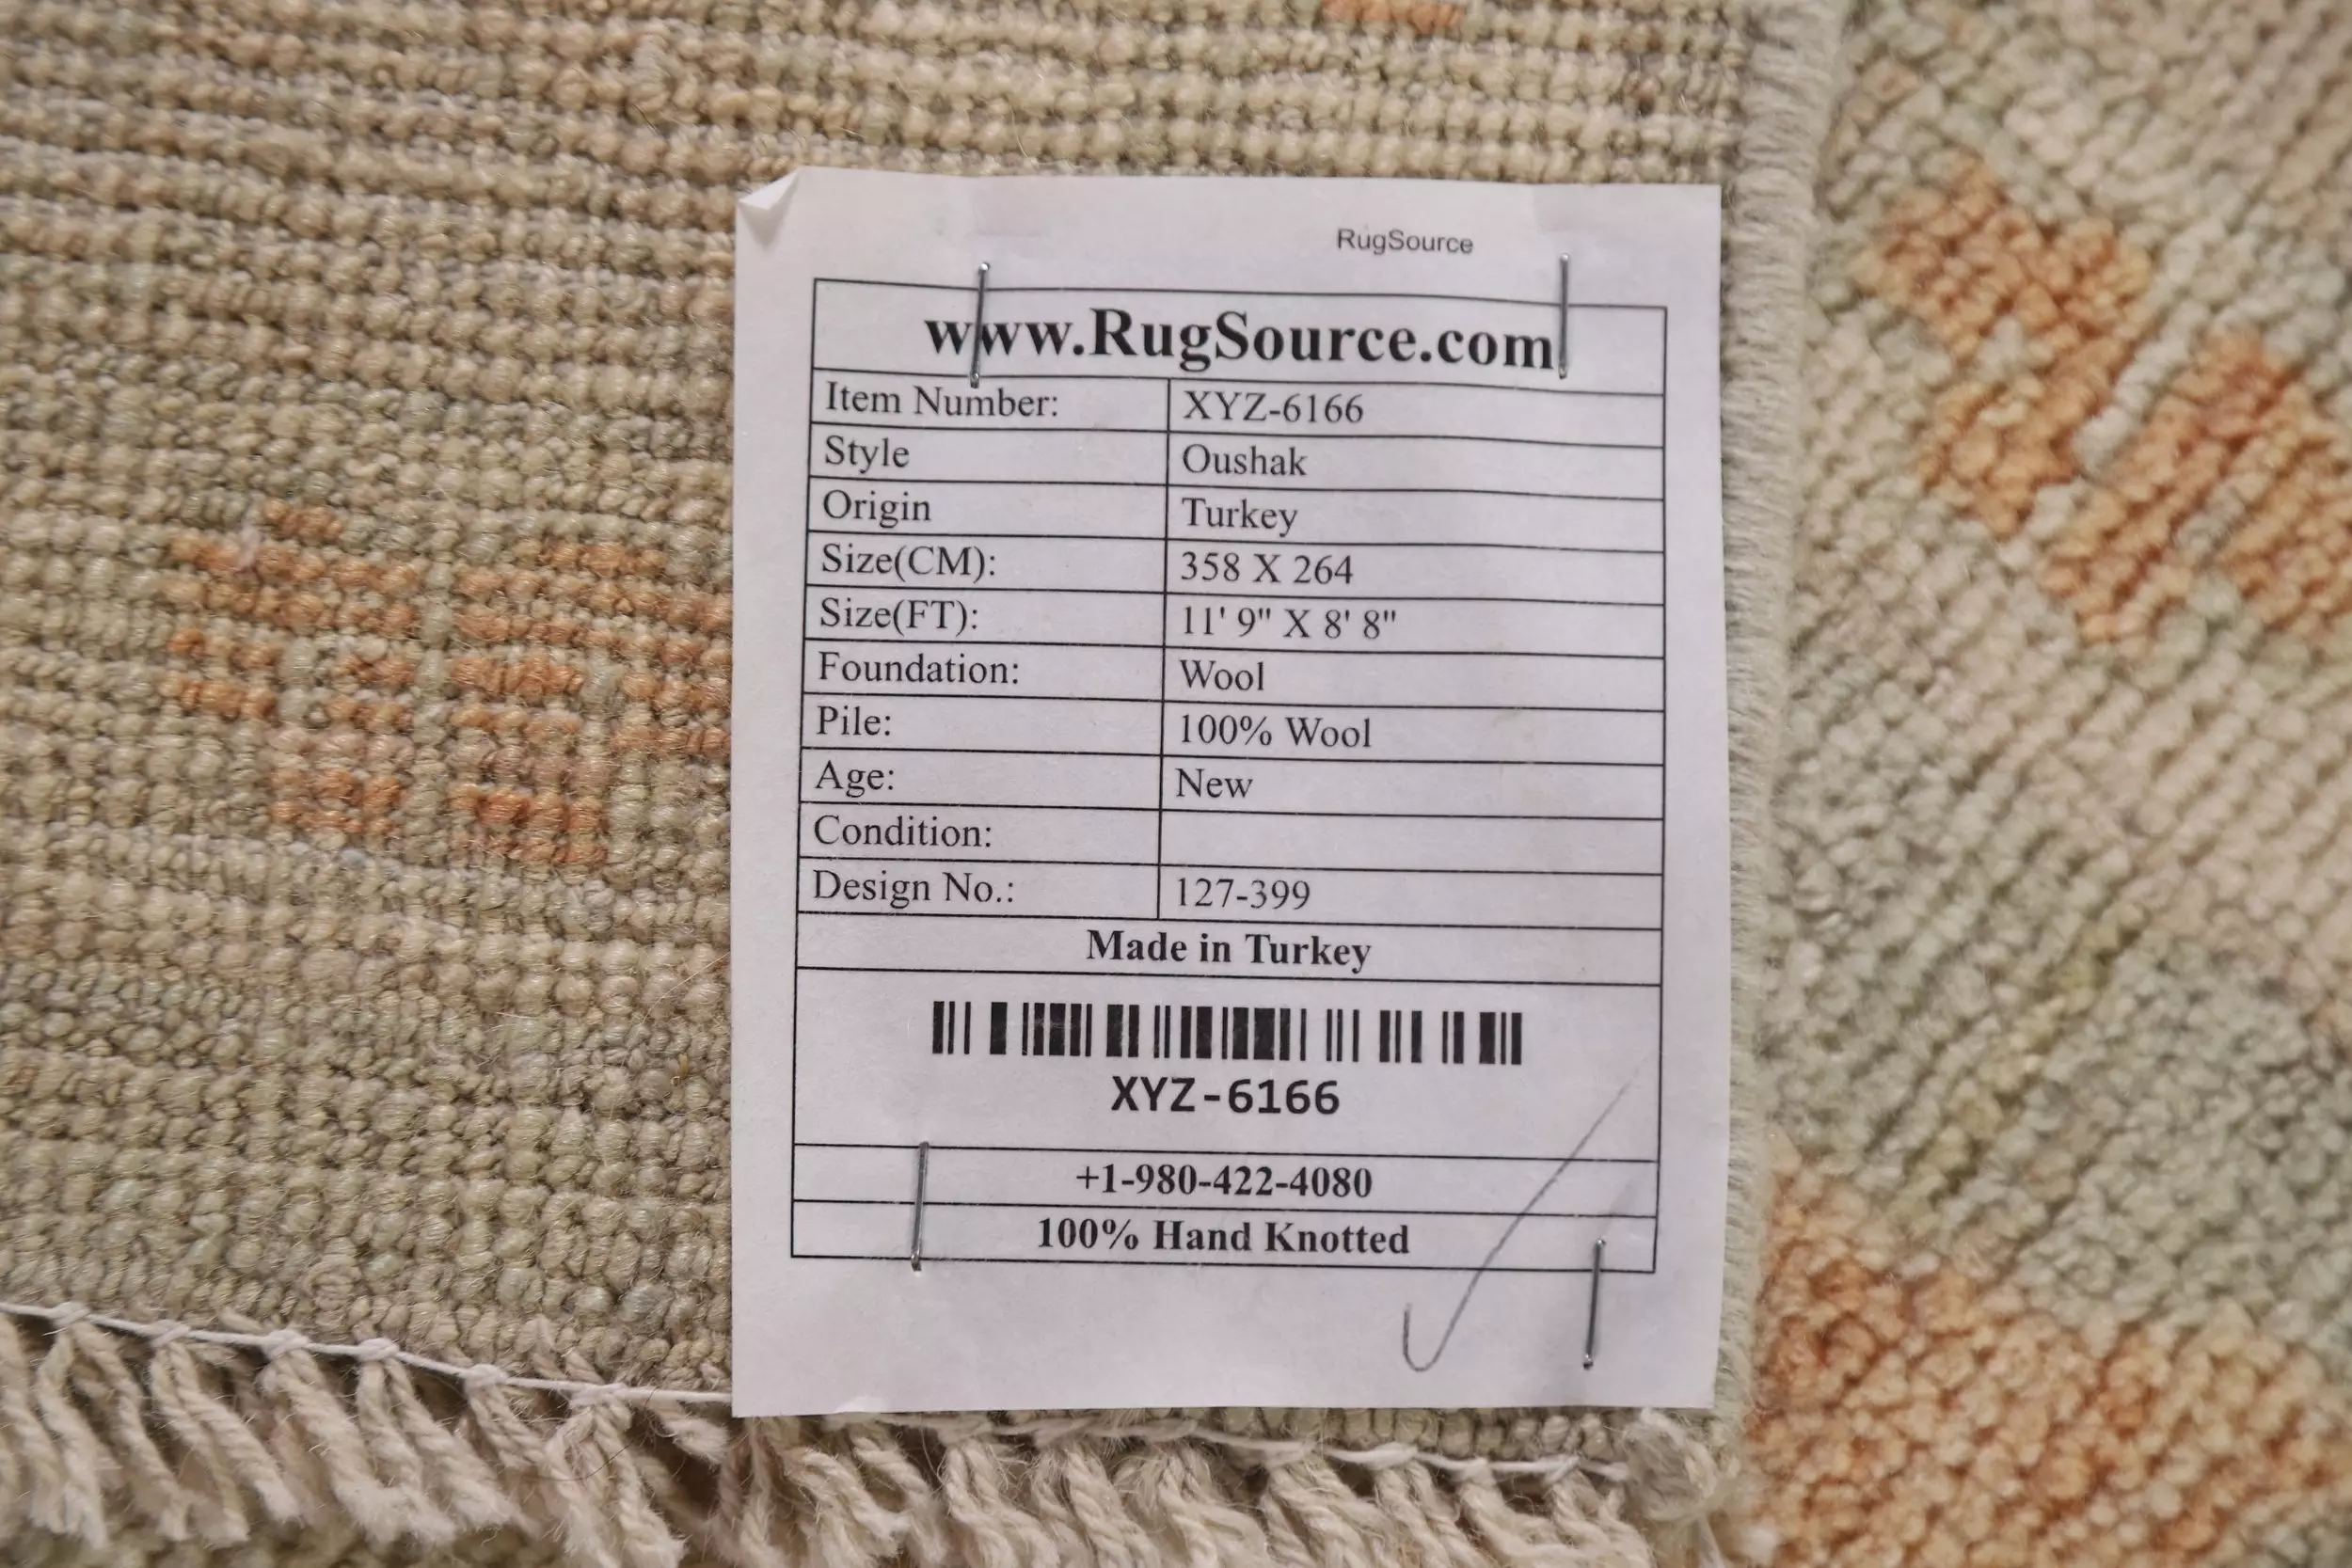 RugSource
www.RugSource.com
Item Number: XYZ-6166
Style Oushak
Origin Turkey
Size(CM): 358 X 264
Size(FT): 11' 9" X 8' 8"
Foundation: Wool
Pile: 100% Wool
Age: New
Condition:
Design No.: 127-399
Made in Turkey
XYZ-6166
+1-980-422-4080
100% Hand Knotted